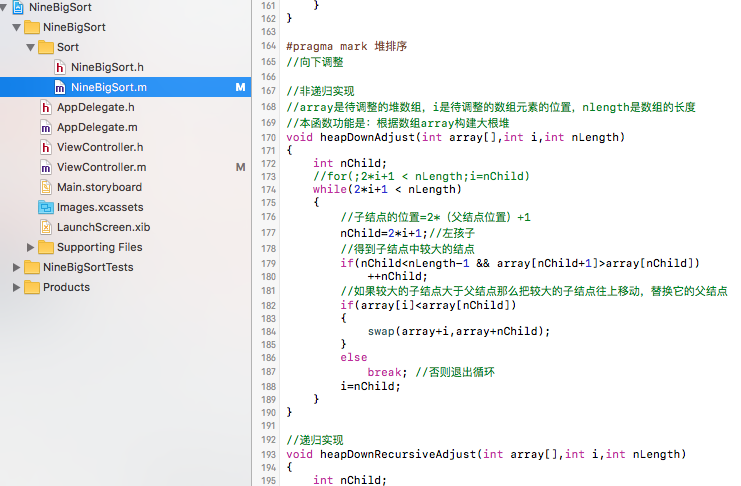 NineBigSort
NineBigSort
Sort
h NineBigSort.h
m NineBigSort.m M
h AppDelegate.h
m AppDelegate.m
h ViewController.h
m ViewController.m M
Main.storyboard
Images.xcassets
LaunchScreen.xib
Supporting Files
NineBigSortTests
Products
161 }
162 }
163
164 #pragma mark 堆排序
165 //向下调整
166
167 //非递归实现
168 //array是待调整的堆数组，i是待调整的数组元素的位置，nlength是数组的长度
169 //本函数功能是：根据数组array构建大根堆
170 void heapDownAdjust(int array[],int i,int nLength)
171 {
172 int nChild;
173 //for(;2*i+1 < nLength;i=nChild)
174 while(2*i+1 < nLength)
175 {
176 //子结点的位置=2*（父结点位置）+1
177 nChild=2*i+1;//左孩子
178 //得到子结点中较大的结点
179 if(nChild<nLength-1 && array[nChild+1]>array[nChild])
180 ++nChild;
181 //如果较大的子结点大于父结点那么把较大的子结点往上移动，替换它的父结点
182 if(array[i]<array[nChild])
183 {
184 swap(array+i,array+nChild);
185 }
186 else
187 break; //否则退出循环
188 i=nChild;
189 }
190 }
191
192 //递归实现
193 void heapDownRecursiveAdjust(int array[],int i,int nLength)
194 {
195 int nChild;